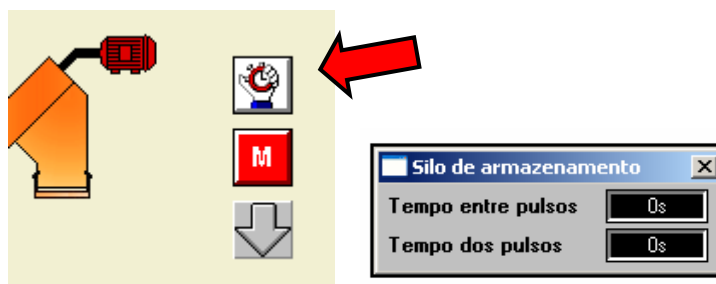 M
Silo de armazenamento
Tempo entre pulsos 0s
Tempo dos pulsos 0s